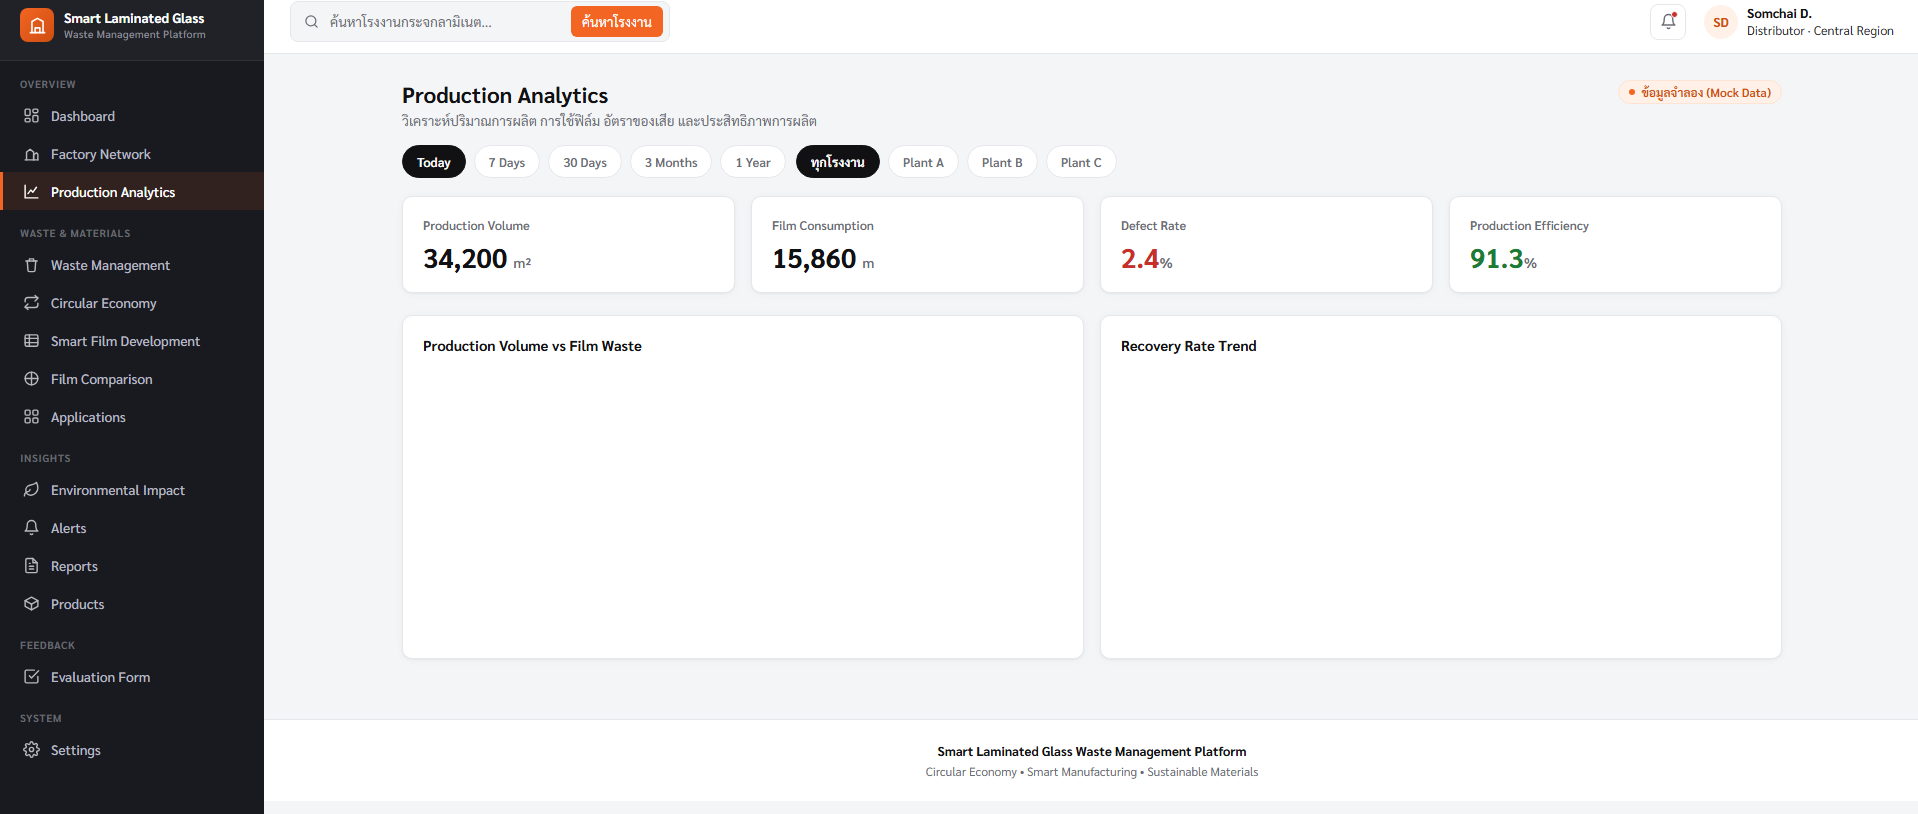 Smart Laminated Glass
Waste Management Platform
OVERVIEW
Dashboard
Factory Network
Production Analytics
WASTE & MATERIALS
Waste Management
Circular Economy
Smart Film Development
Film Comparison
Applications
INSIGHTS
Environmental Impact
Alerts
Reports
Products
FEEDBACK
Evaluation Form
SYSTEM
Settings
ค้นหาโรงงานกระจกลามิเนต...
ค้นหาโรงงาน
SD
Somchai D.
Distributor · Central Region
Production Analytics
วิเคราะห์ปริมาณการผลิต การใช้ฟิล์ม อัตราของเสีย และประสิทธิภาพการผลิต
ข้อมูลจำลอง (Mock Data)
Today
7 Days
30 Days
3 Months
1 Year
ทุกโรงงาน
Plant A
Plant B
Plant C
Production Volume
34,200 m²
Film Consumption
15,860 m
Defect Rate
2.4%
Production Efficiency
91.3%
Production Volume vs Film Waste
Recovery Rate Trend
Smart Laminated Glass Waste Management Platform
Circular Economy • Smart Manufacturing • Sustainable Materials